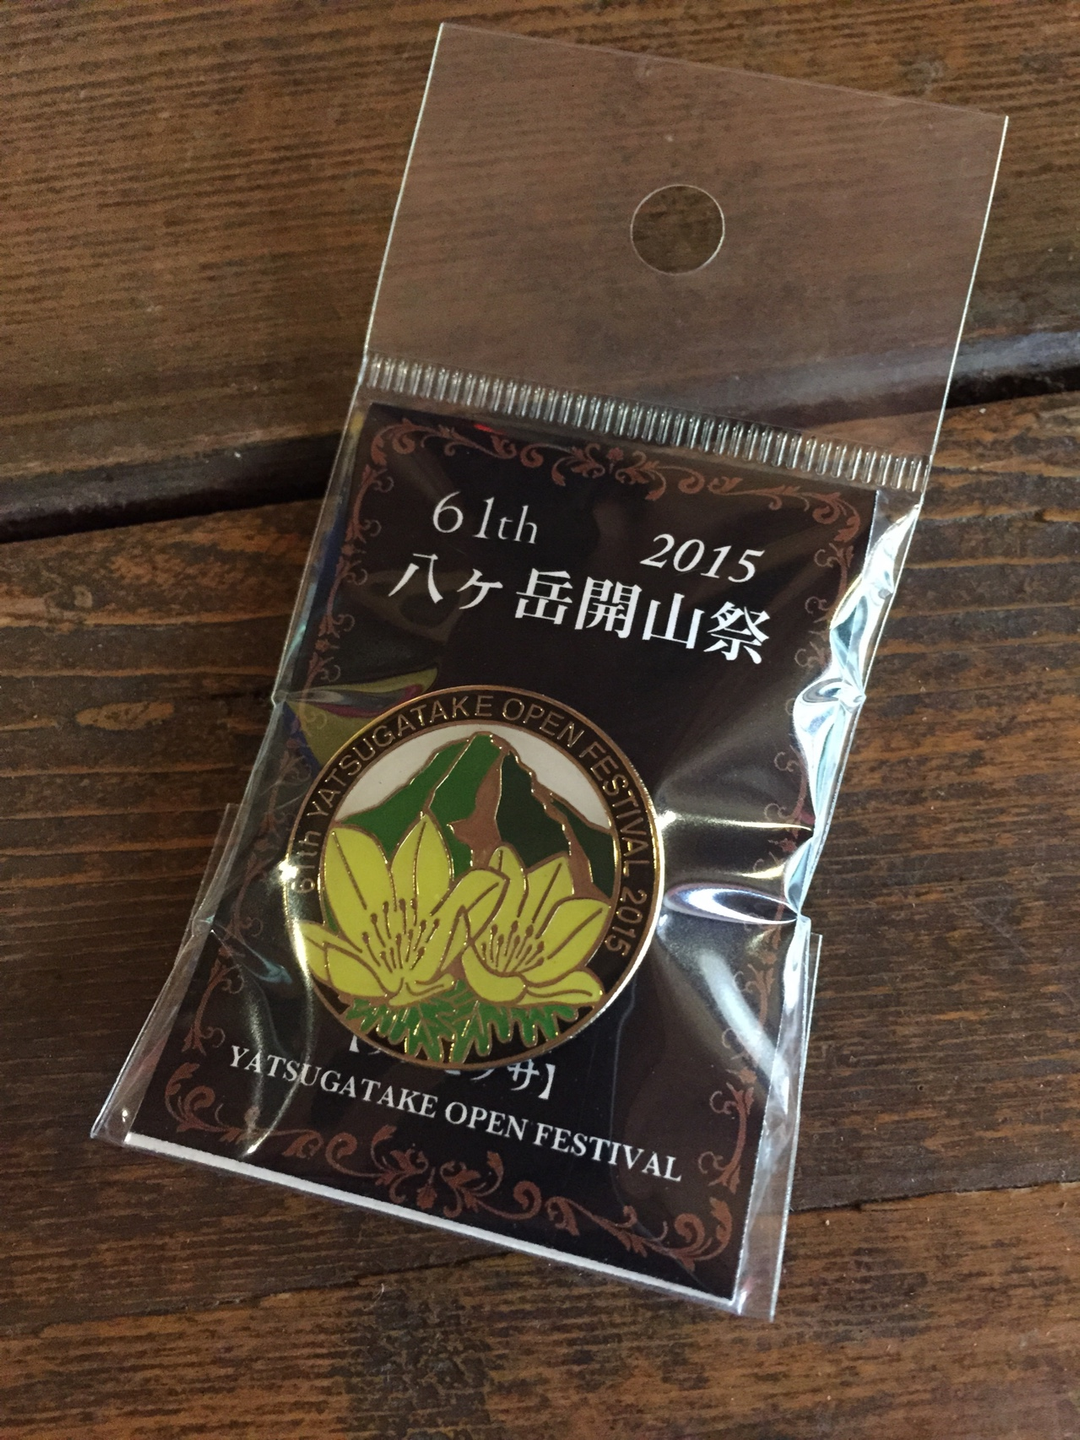 61th 2015
八ヶ岳開山祭
61th YATSUGATAKE OPEN FESTIVAL 2015
YATSUGATAKE OPEN FESTIVAL